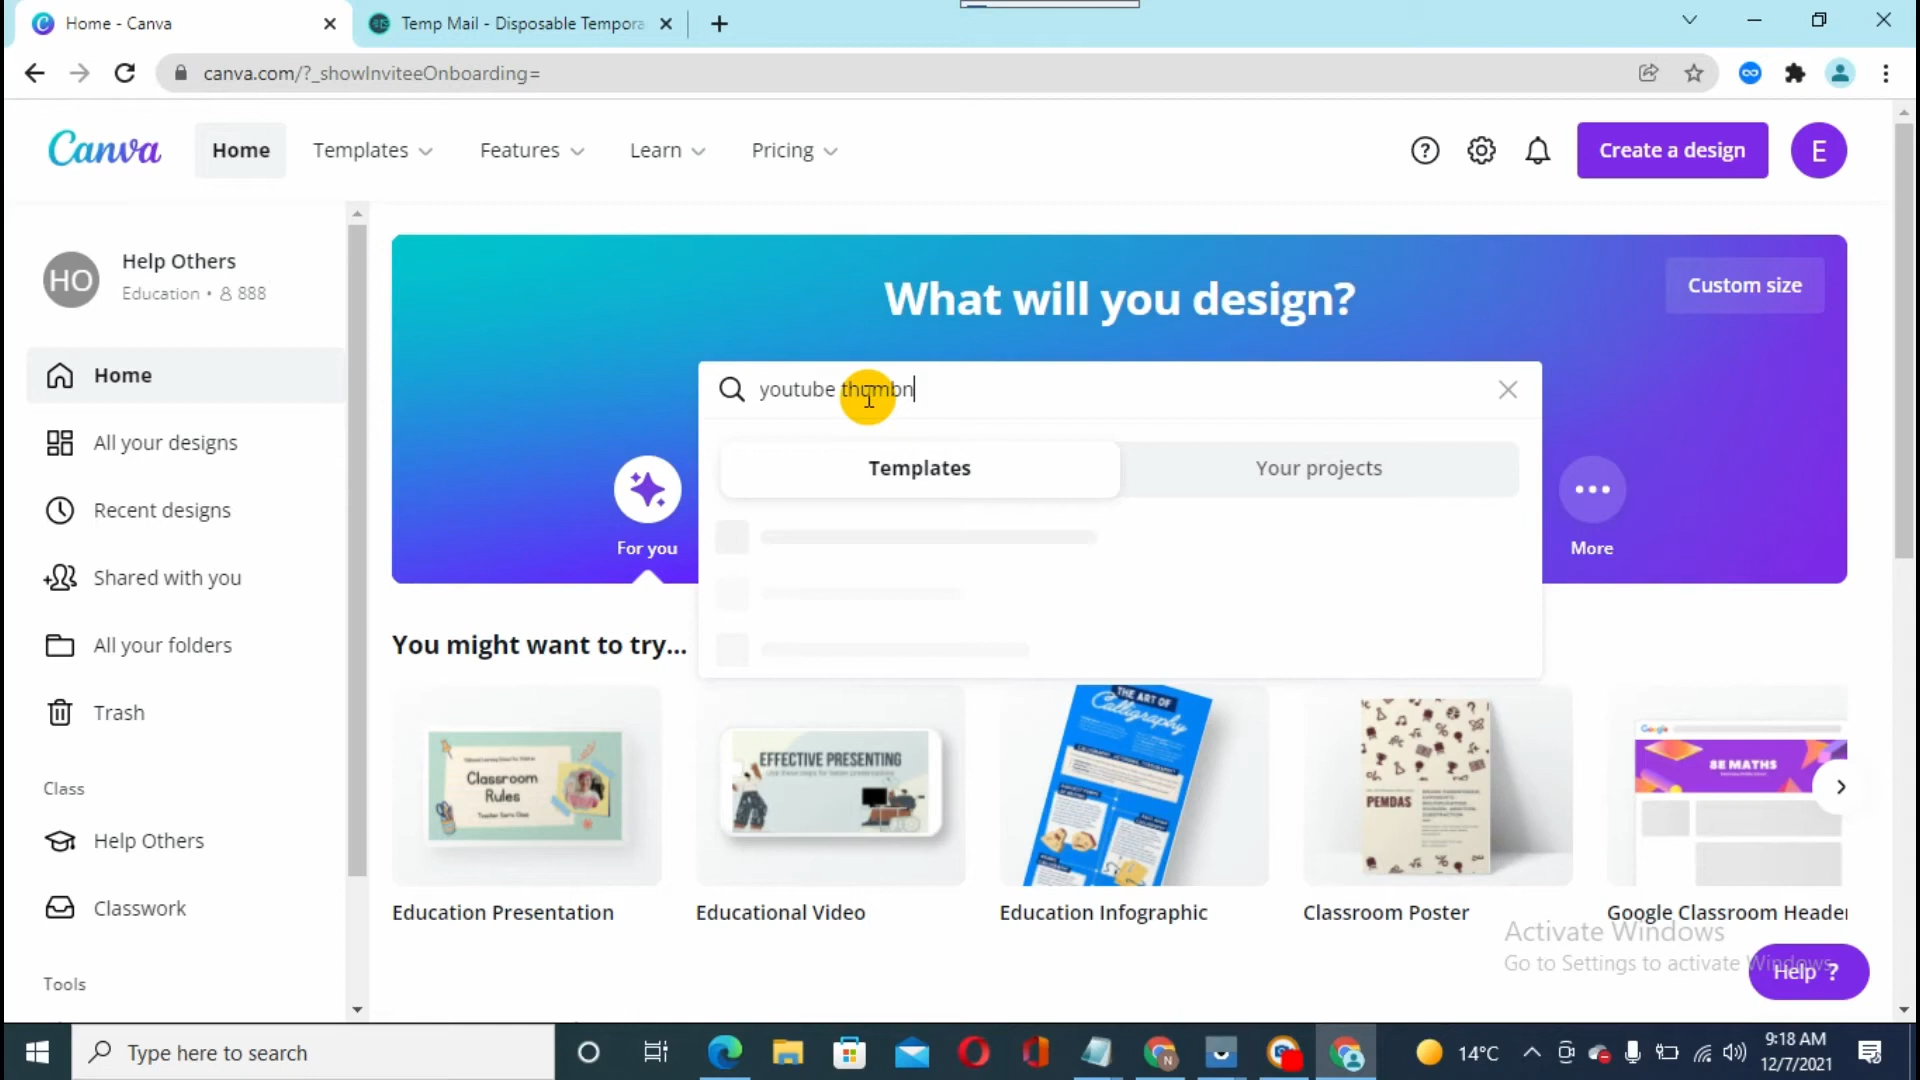 Home - Canva
Temp Mail - Disposable Tempora
canva.com/?_showInviteeOnboarding=
Canva
Home
Templates
Features
Learn
Pricing
Create a design
E
HO
Help Others
Education • 888
Home
All your designs
Recent designs
Shared with you
All your folders
Trash
Class
Help Others
Classwork
Tools
What will you design?
Custom size
youtube thumbn
Templates
Your projects
For you
More
You might want to try...
Classroom
Rules
EFFECTIVE PRESENTING
THE ART OF
Calligraphy
PEMDAS
Google
8E MATHS
Education Presentation
Educational Video
Education Infographic
Classroom Poster
Google Classroom Header
Activate Windows
Go to Settings to activate Windows.
Help ?
Type here to search
14°C
9:18 AM
12/7/2021